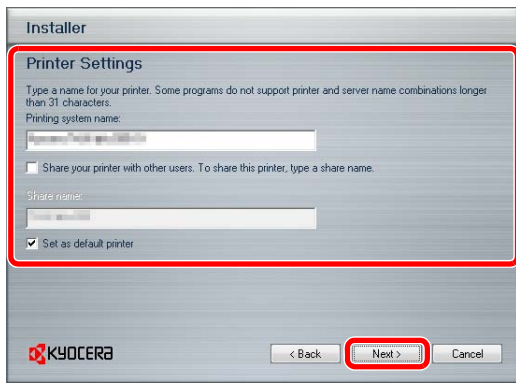 Installer
Printer Settings
Type a name for your printer. Some programs do not support printer and server name combinations longer
than 31 characters.
Printing system name:
Share your printer with other users. To share this printer, type a share name.
Share name:
Set as default printer
KYOCERA
< Back
Next >
Cancel